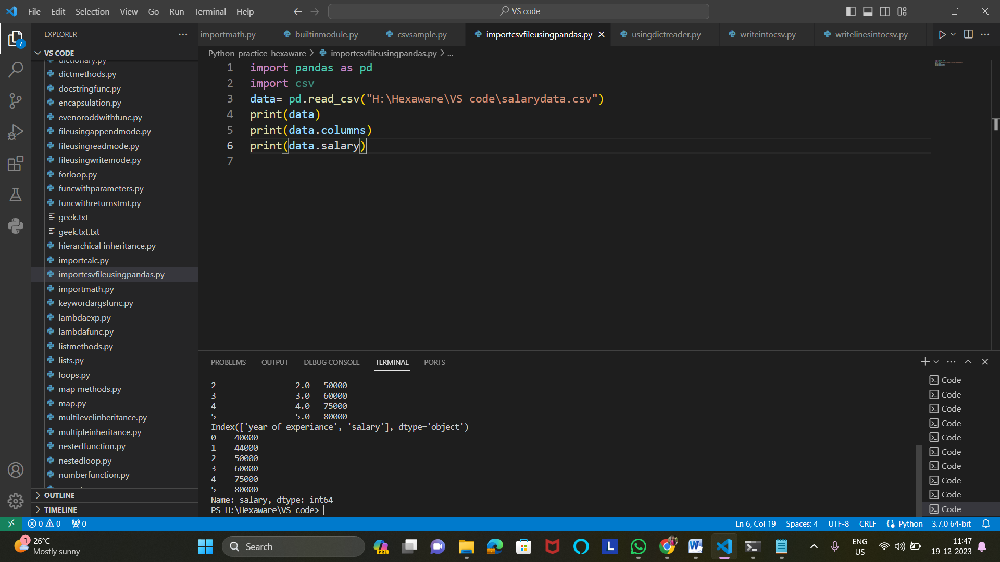 File Edit Selection View Go Run Terminal Help
VS code
EXPLORER
importmath.py builtinmodule.py csvsample.py importcsvfileusingpandas.py usingdictreader.py writeintocsv.py writelinesintocsv.py
7
VS CODE
Python_practice_hexaware > importcsvfileusingpandas.py > ...
dictionary.py
dictmethods.py
docstringfunc.py
encapsulation.py
evenoroddwithfunc.py
fileusingappendmode.py
fileusingreadmode.py
fileusingwritemode.py
forloop.py
funcwithparameters.py
funcwithreturnstmt.py
geek.txt
geek.txt.txt
hierarchical inheritance.py
importcalc.py
importcsvfileusingpandas.py
importmath.py
keywordargsfunc.py
lambdaexp.py
lambdafunc.py
listmethods.py
lists.py
loops.py
map methods.py
map.py
multilevelinheritance.py
multipleinheritance.py
nestedfunction.py
nestedloop.py
numberfunction.py
OUTLINE
TIMELINE
1 import pandas as pd
2 import csv
3 data= pd.read_csv("H:\Hexaware\VS code\salarydata.csv")
4 print(data)
5 print(data.columns)
6 print(data.salary)
7
PROBLEMS OUTPUT DEBUG CONSOLE TERMINAL PORTS
2 2.0 50000
3 3.0 60000
4 4.0 75000
5 5.0 80000
Index(['year of experiance', 'salary'], dtype='object')
0 40000
1 44000
2 50000
3 60000
4 75000
5 80000
Name: salary, dtype: int64
PS H:\Hexaware\VS code>
Code
Code
Code
Code
Code
Code
Code
Code
Code
Code
0 0 0 Ln 6, Col 19 Spaces: 4 UTF-8 CRLF Python 3.7.0 64-bit
1
26°C
Mostly sunny
Search
PRE
L
W
ENG
US
11:47
19-12-2023